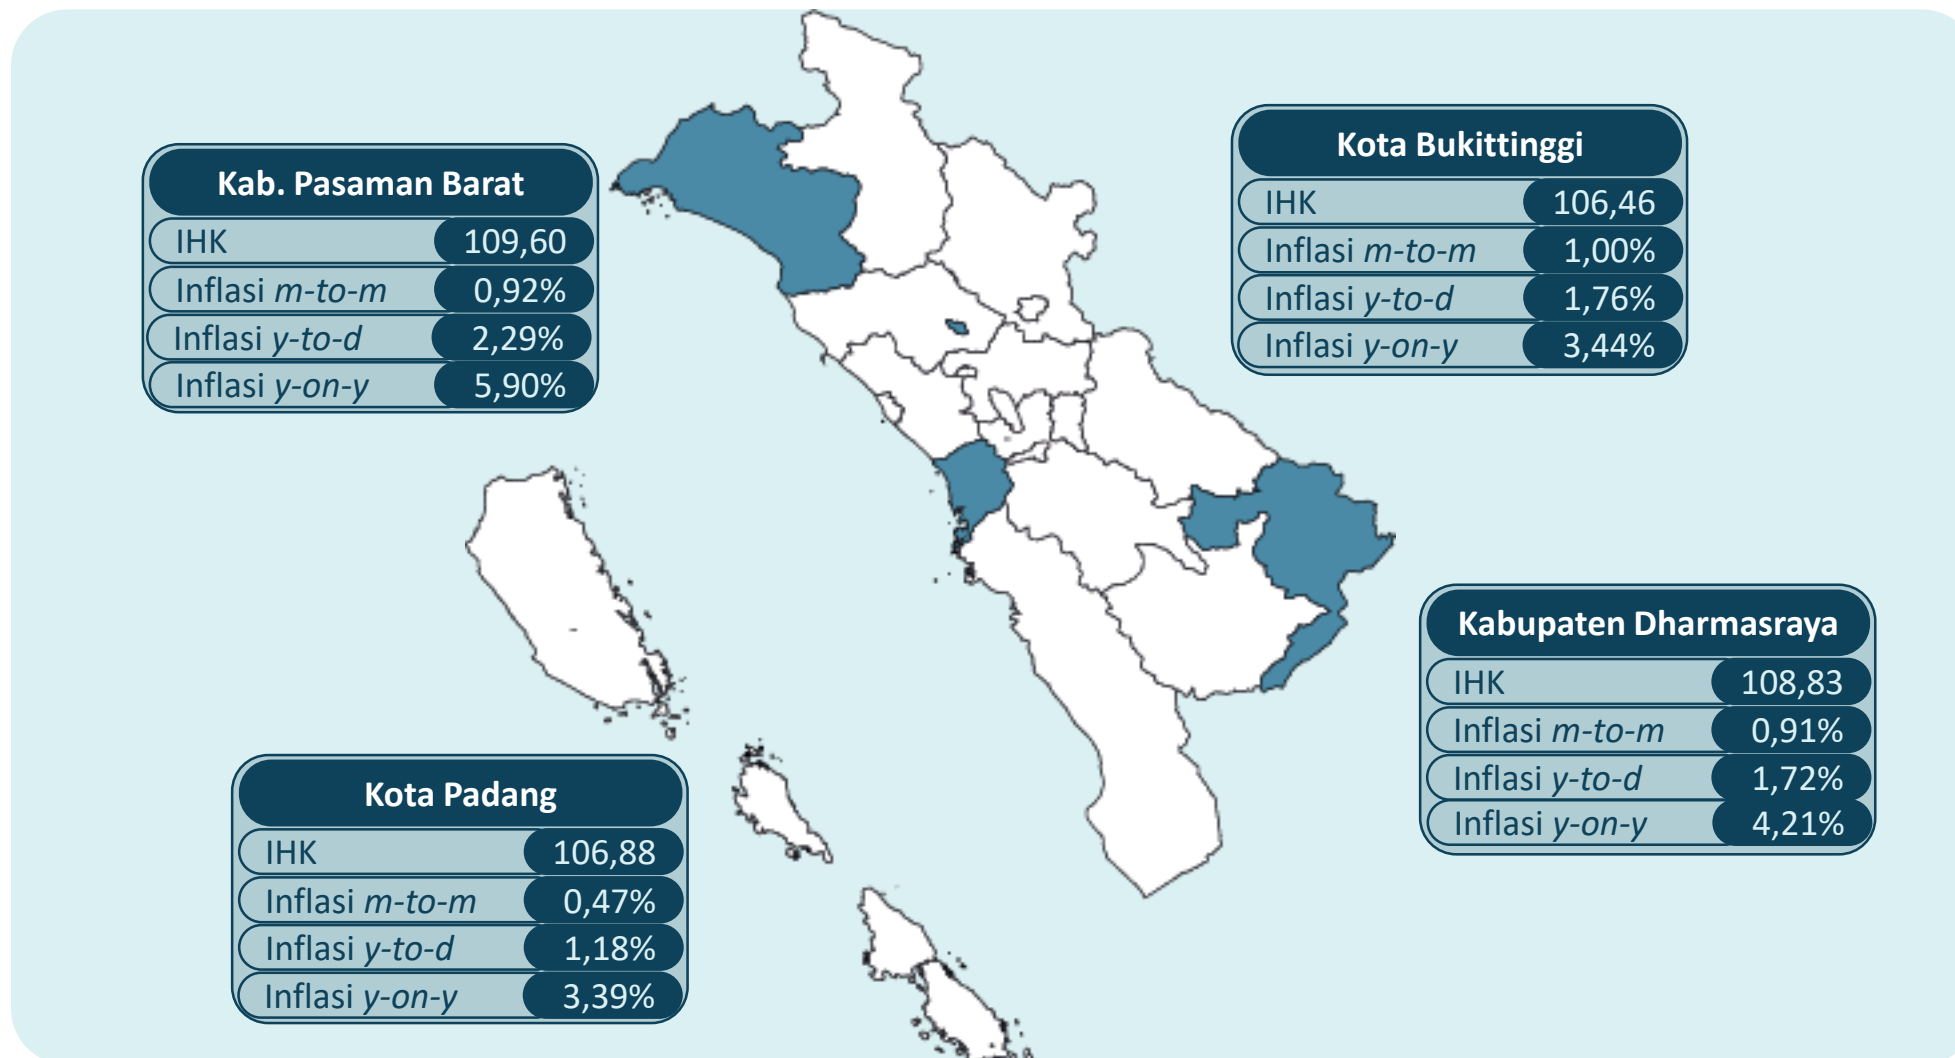 Kab. Pasaman Barat
IHK 109,60
Inflasi m-to-m 0,92%
Inflasi y-to-d 2,29%
Inflasi y-on-y 5,90%
Kota Bukittinggi
IHK 106,46
Inflasi m-to-m 1,00%
Inflasi y-to-d 1,76%
Inflasi y-on-y 3,44%
Kabupaten Dharmasraya
IHK 108,83
Inflasi m-to-m 0,91%
Inflasi y-to-d 1,72%
Inflasi y-on-y 4,21%
Kota Padang
IHK 106,88
Inflasi m-to-m 0,47%
Inflasi y-to-d 1,18%
Inflasi y-on-y 3,39%